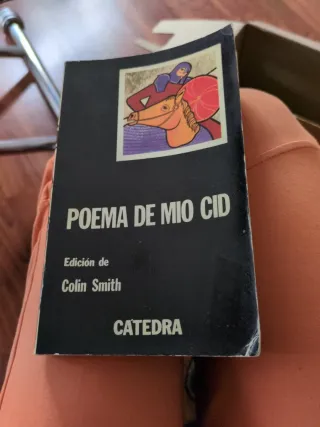 POEMA DE MIO CID
Edición de
Colin Smith
CATEDRA